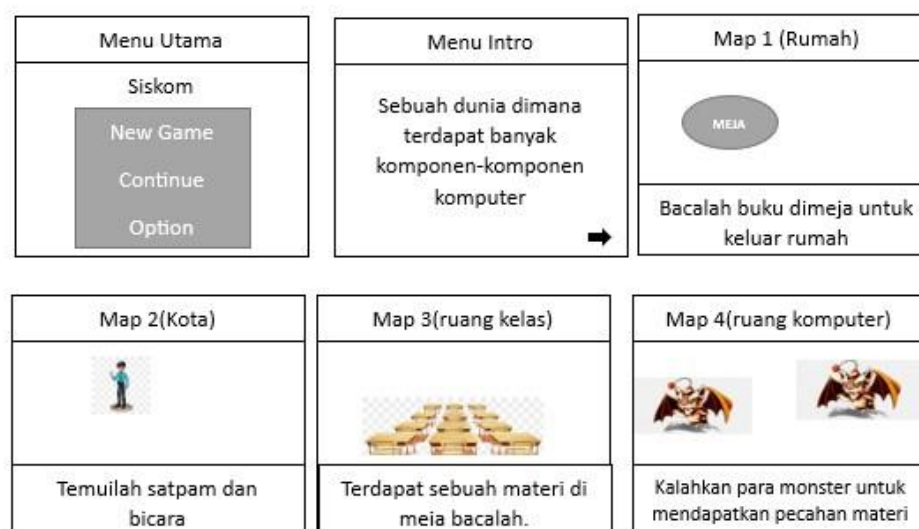 Menu Utama
Siskom
New Game
Continue
Option
Menu Intro
Sebuah dunia dimana
terdapat banyak
komponen-komponen
komputer
Map 1 (Rumah)
MEJA
Bacalah buku dimeja untuk
keluar rumah
Map 2(Kota)
Temuilah satpam dan
bicara
Map 3(ruang kelas)
Terdapat sebuah materi di
meja bacalah.
Map 4(ruang komputer)
Kalahkan para monster untuk
mendapatkan pecahan materi